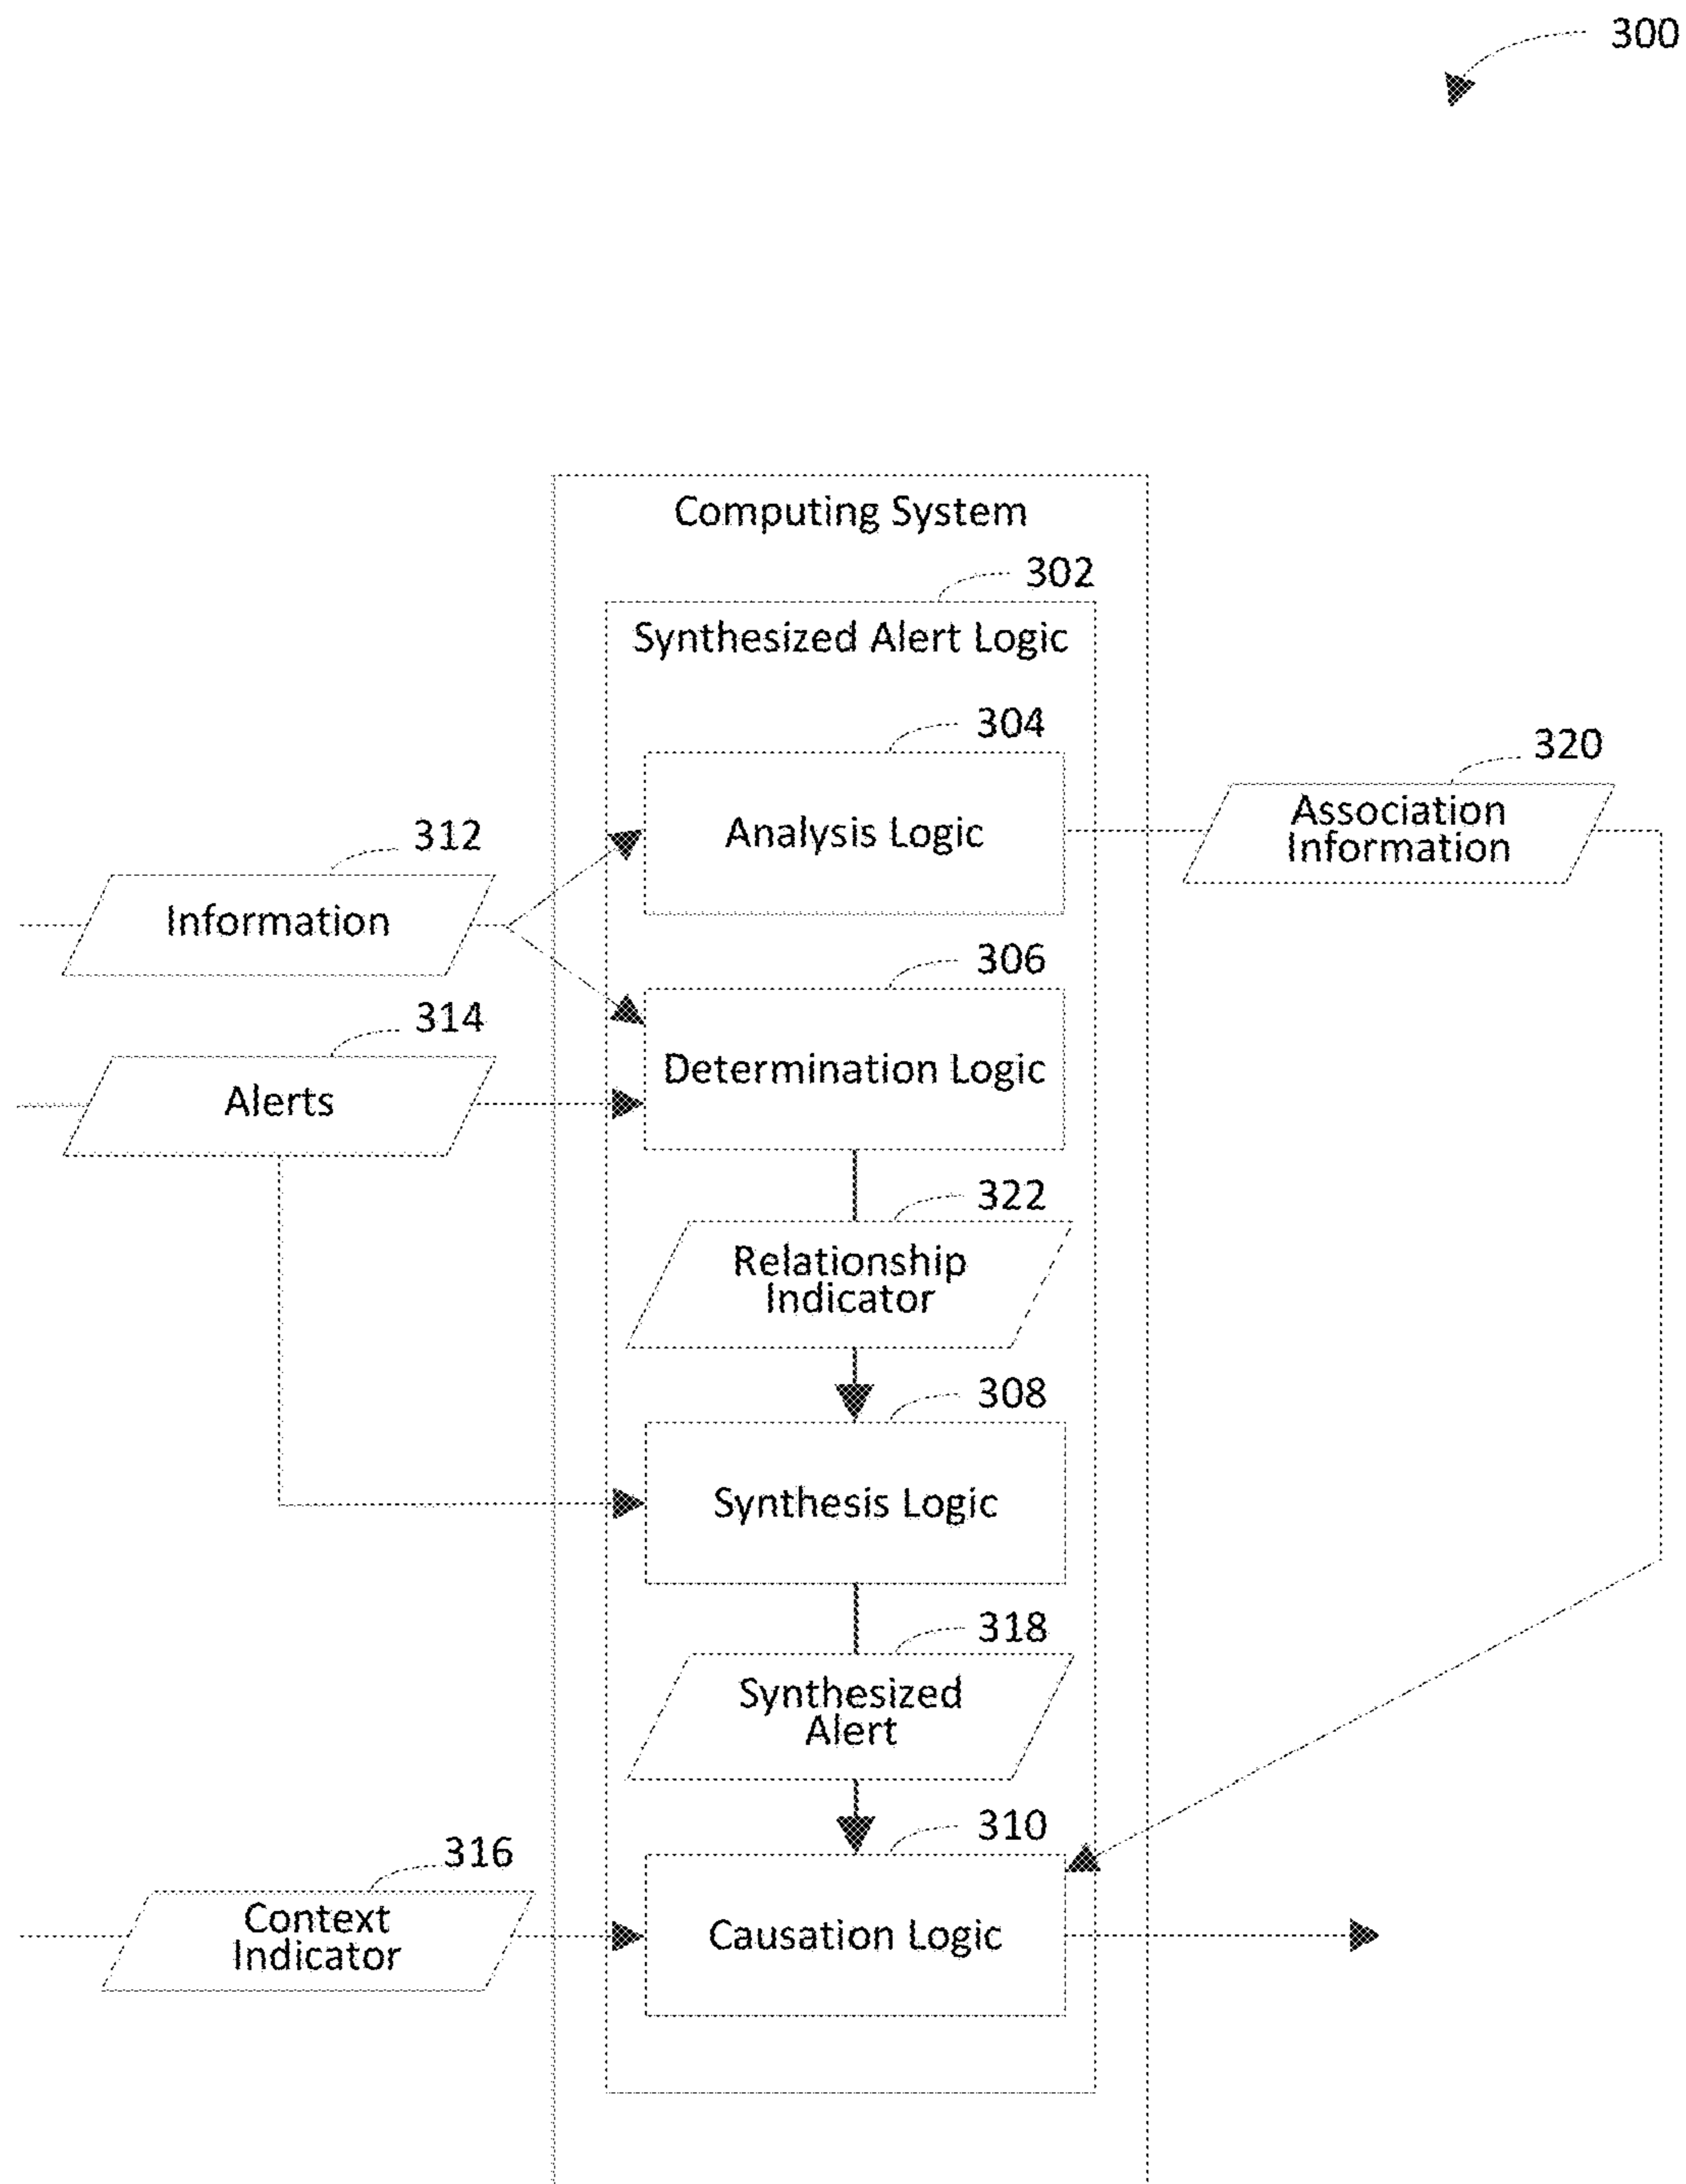 300
Computing System
302
Synthesized Alert Logic
304
Analysis Logic
320
Association
Information
312
Information
306
Determination Logic
314
Alerts
322
Relationship
Indicator
308
Synthesis Logic
318
Synthesized
Alert
310
Causation Logic
316
Context
Indicator